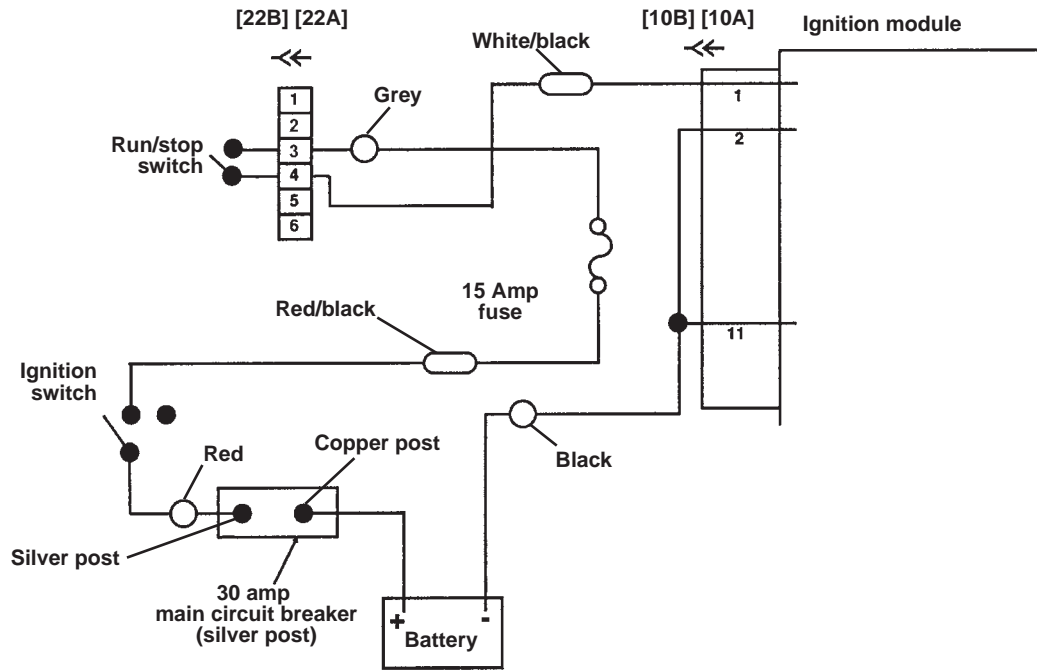 [22B] [22A]
[10B] [10A]
Ignition module
White/black
Grey
1
2
3
4
5
6
1
2
11
Run/stop
switch
15 Amp
fuse
Red/black
Ignition
switch
Red
Copper post
Black
Silver post
30 amp
main circuit breaker
(silver post)
+ -
Battery